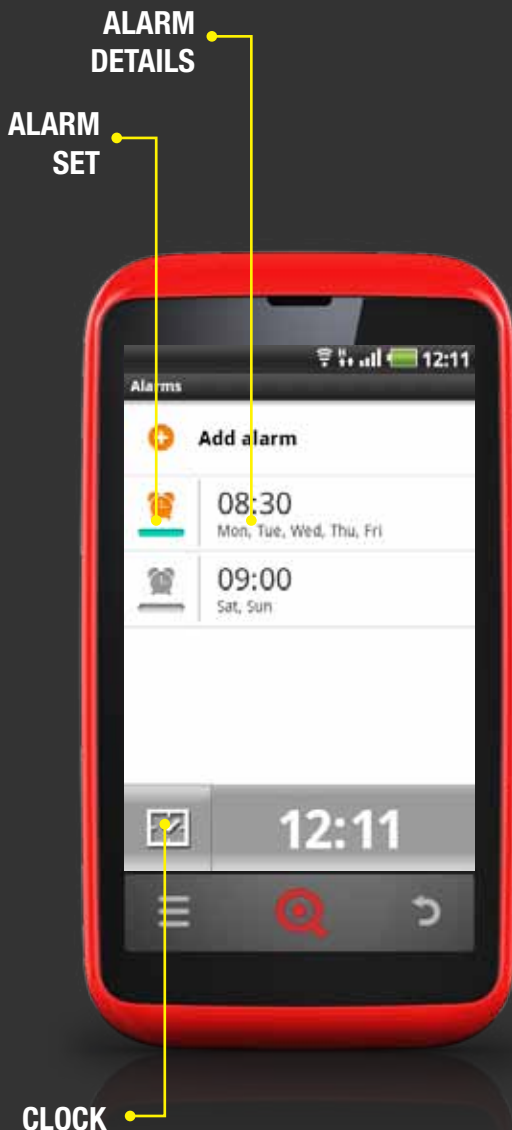 ALARM
DETAILS
ALARM
SET
12:11
Alarms
Add alarm
08:30
Mon, Tue, Wed, Thu, Fri
09:00
Sat, Sun
12:11
CLOCK